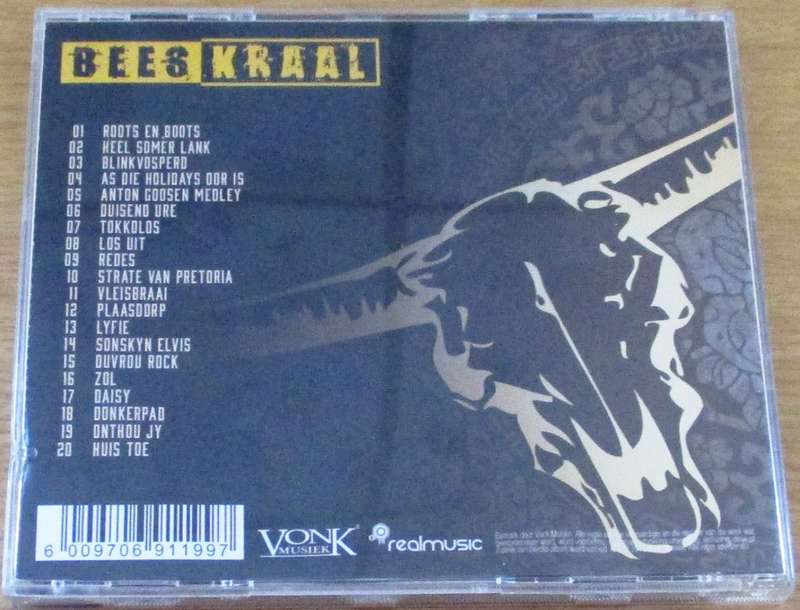 BEES KRAAL
01 ROOTS EN BOOTS
02 HEEL SOMER LANK
03 BLINKVOSPERD
04 AS DIE HOLIDAYS OOR IS
05 ANTON GOOSEN MEDLEY
06 DUISEND URE
07 TOKKOLOS
08 LOS UIT
09 REDES
10 STRATE VAN PRETORIA
11 VLEISBRAAI
12 PLAASDORP
13 LYFIE
14 SONSKYN ELVIS
15 OUVROU ROCK
16 ZOL
17 DAISY
18 DONKERPAD
19 ONTHOU JY
20 HUIS TOE
6 009706 911997
VONK
MUSIEK
realmusic